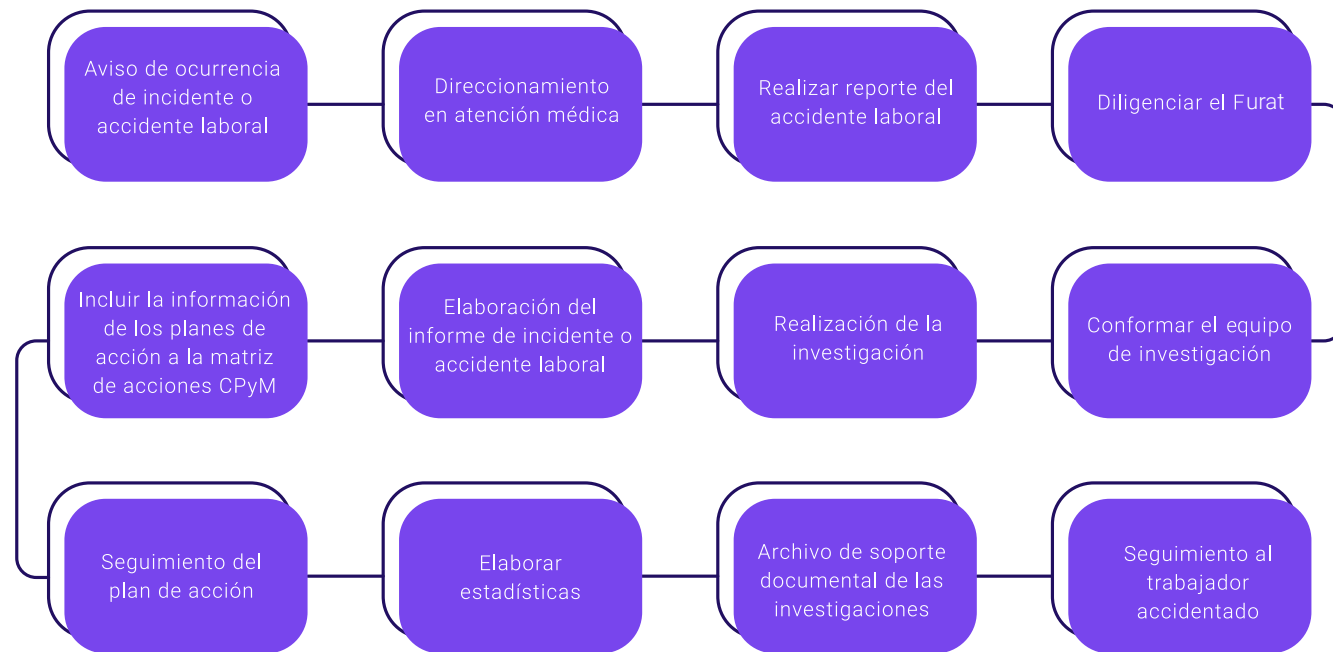 Aviso de ocurrencia
de incidente o
accidente laboral
Direccionamiento
en atención médica
Realizar reporte del
accidente laboral
Diligenciar el Furat
Conformar el equipo
de investigación
Realización de la
investigación
Elaboración del
informe de incidente o
accidente laboral
Incluir la información
de los planes de
acción a la matriz
de acciones CPyM
Seguimiento del
plan de acción
Elaborar
estadísticas
Archivo de soporte
documental de las
investigaciones
Seguimiento al
trabajador
accidentado